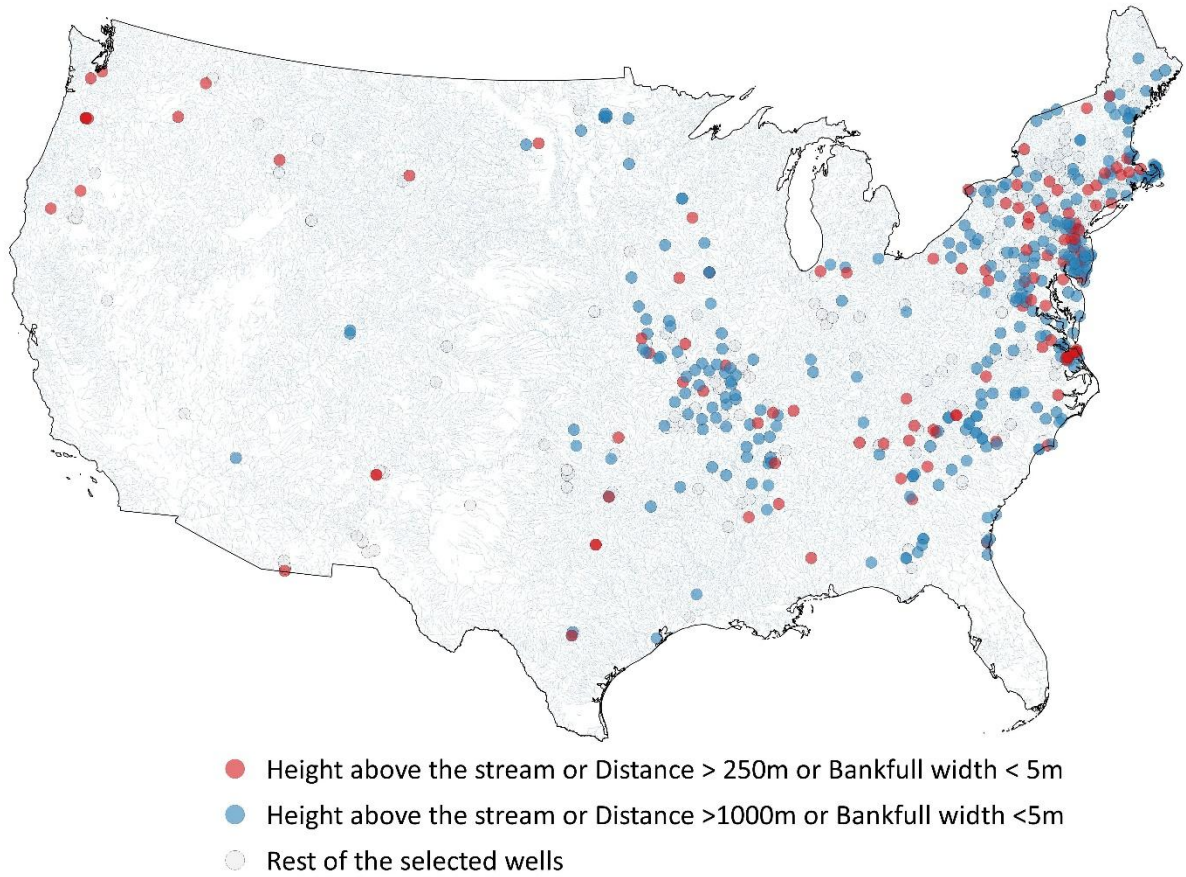 Height above the stream or Distance > 250m or Bankfull width < 5m
Height above the stream or Distance >1000m or Bankfull width <5m
Rest of the selected wells